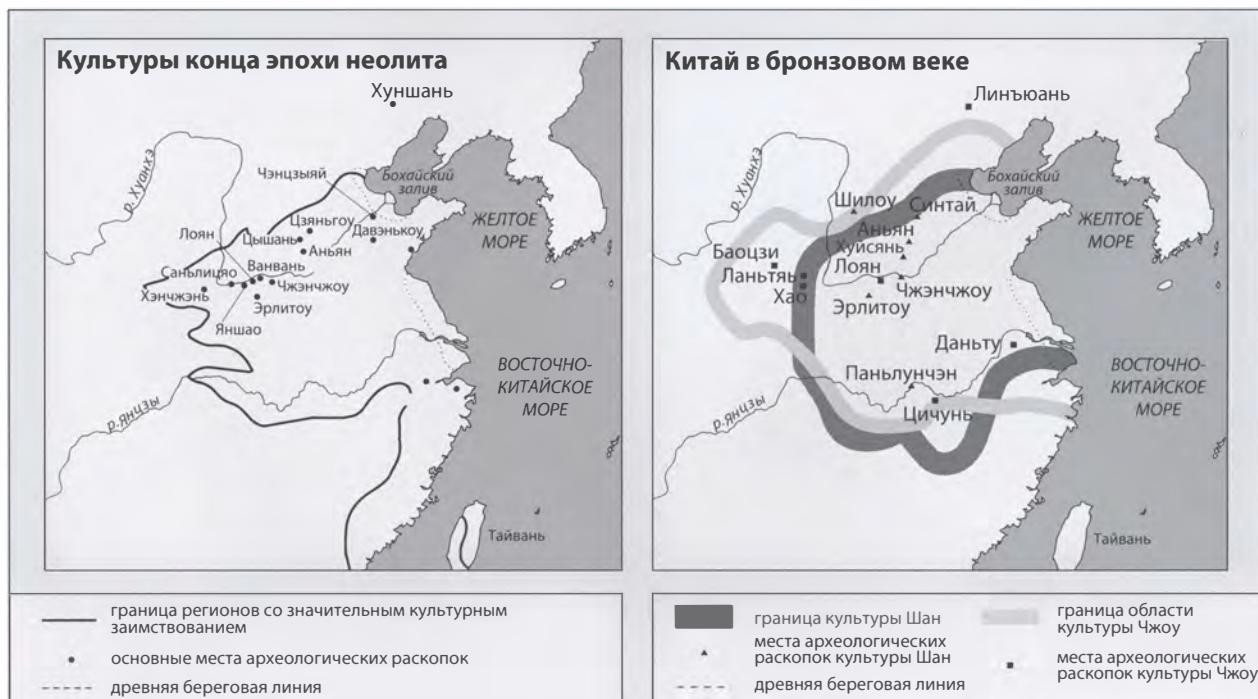 Культуры конца эпохи неолита
Хуншань
р. Хуанхэ
Чэнцзыяй
Бохайский
залив
ЖЕЛТОЕ
МОРЕ
Цзяньгоу
Давэнькоу
Лоян
Цышань
Аньян
Саньлицяо
Ванвань
Хэнчжэнь
Чжэнчжоу
Эрлитоу
Яншао
ВОСТОЧНО-
КИТАЙСКОЕ
МОРЕ
р.янцзы
Тайвань
граница регионов со значительным культурным
заимствованием
основные места археологических раскопок
древняя береговая линия
Китай в бронзовом веке
Линъюань
р. Хуанхэ
Бохайский
залив
Шилоу
Синтай
ЖЕЛТОЕ
МОРЕ
Аньян
Баоцзи
Хуйсянь
Ланьтяь
Лоян
Хао
Чжэнчжоу
Эрлитоу
Даньту
ВОСТОЧНО-
КИТАЙСКОЕ
МОРЕ
Паньлунчэн
Цичунь
р.янцзы
Тайвань
граница культуры Шан
места археологических
раскопок культуры Шан
древняя береговая линия
граница области
культуры Чжоу
места археологических
раскопок культуры Чжоу